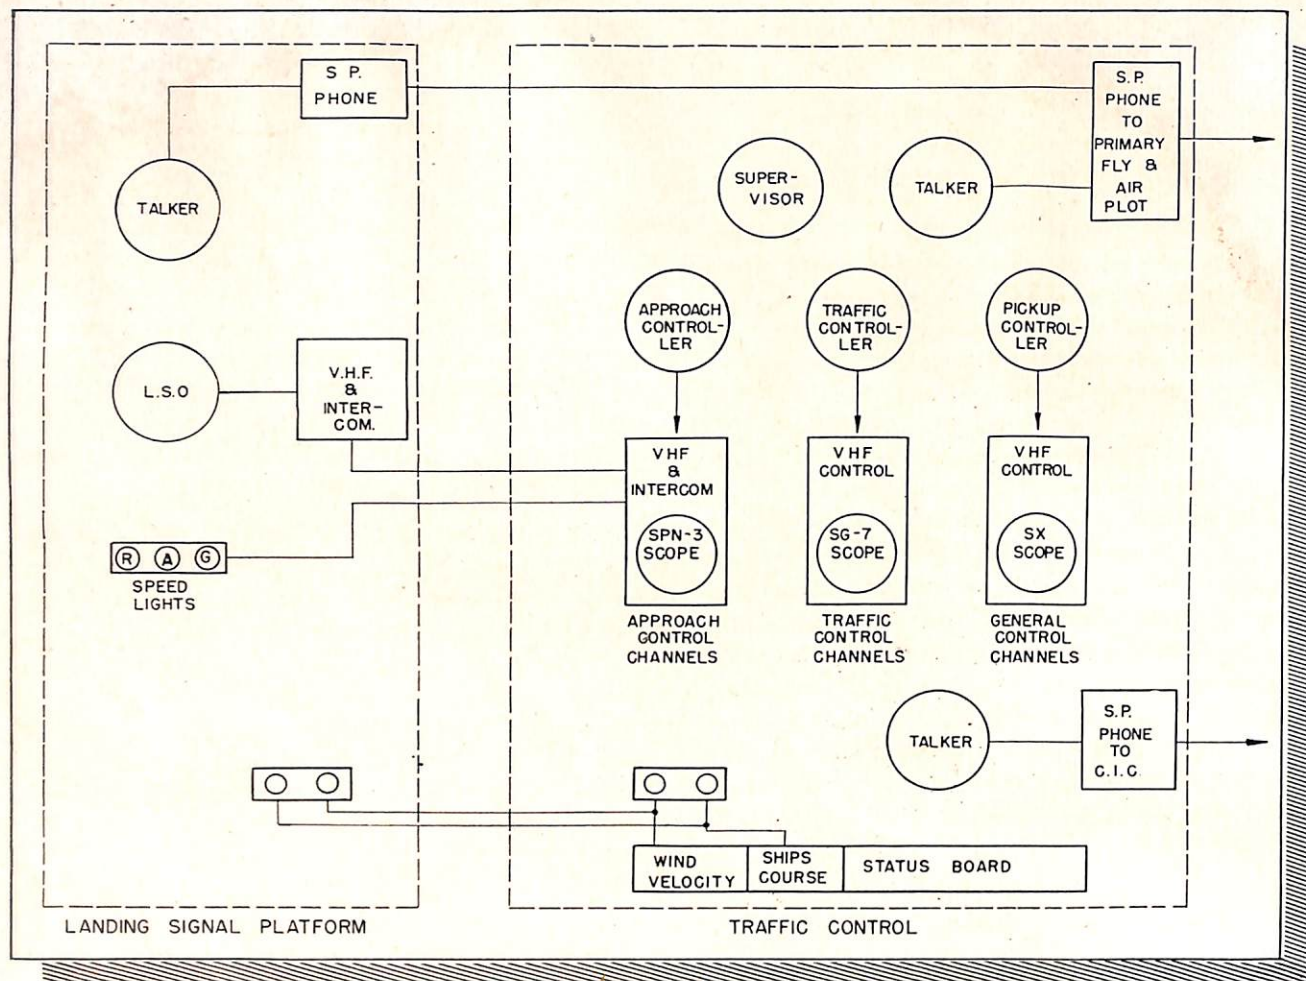 S P.
PHONE
TALKER
L.S.O
V.H.F.
&
INTER-
COM.
R A G
SPEED
LIGHTS
LANDING SIGNAL PLATFORM
S.P.
PHONE
TO
PRIMARY
FLY &
AIR
PLOT
SUPER-
VISOR
TALKER
APPROACH
CONTROL-
LER
TRAFFIC
CONTROL-
LER
PICKUP
CONTROL-
LER
VHF
&
INTERCOM
SPN-3
SCOPE
APPROACH
CONTROL
CHANNELS
VHF
CONTROL
SG-7
SCOPE
TRAFFIC
CONTROL
CHANNELS
VHF
CONTROL
SX
SCOPE
GENERAL
CONTROL
CHANNELS
TALKER
S.P.
PHONE
TO
C.I.C.
WIND
VELOCITY
SHIPS
COURSE
STATUS BOARD
TRAFFIC CONTROL